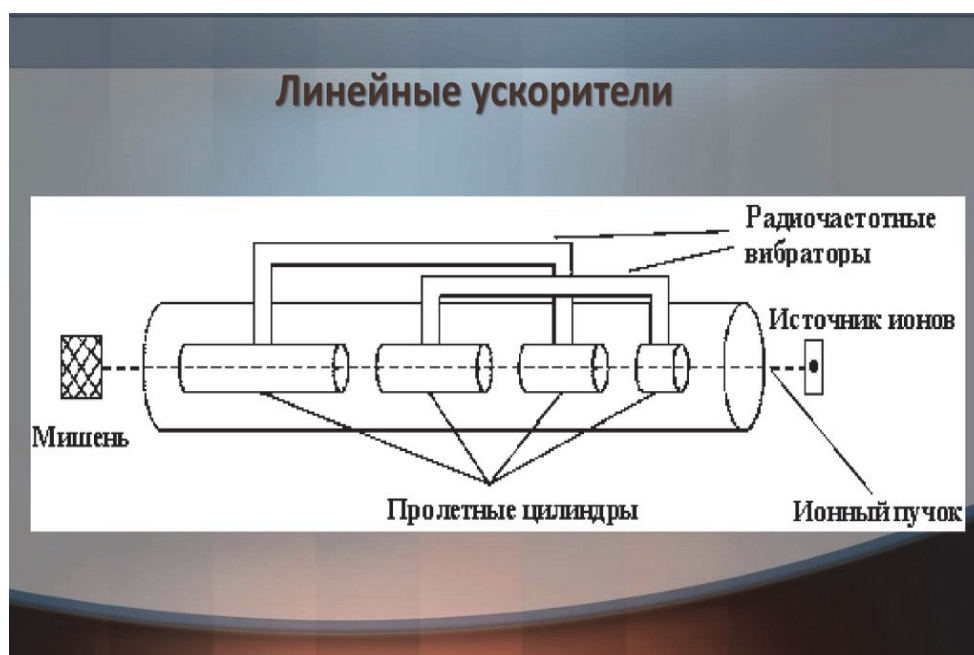 Линейные ускорители
Радиочастотные
вибраторы
Источник ионов
Мишень
Пролетные цилиндры
Ионный пучок